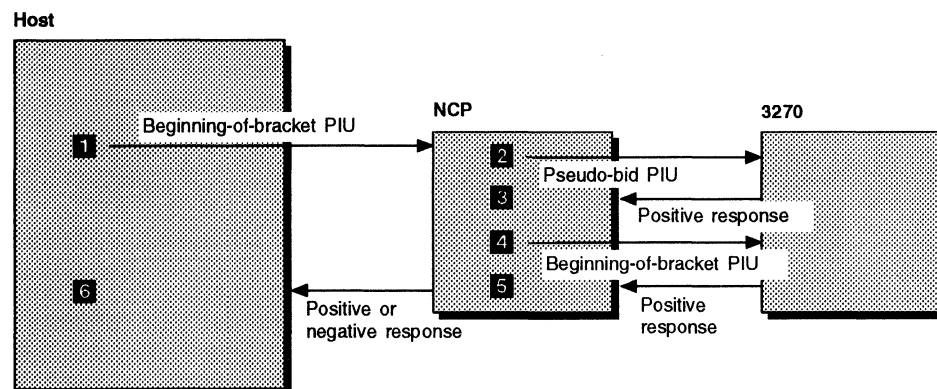 Host
NCP
3270
1
Beginning-of-bracket PIU
2
Pseudo-bid PIU
3
Positive response
4
Beginning-of-bracket PIU
5
Positive
response
6
Positive or
negative response